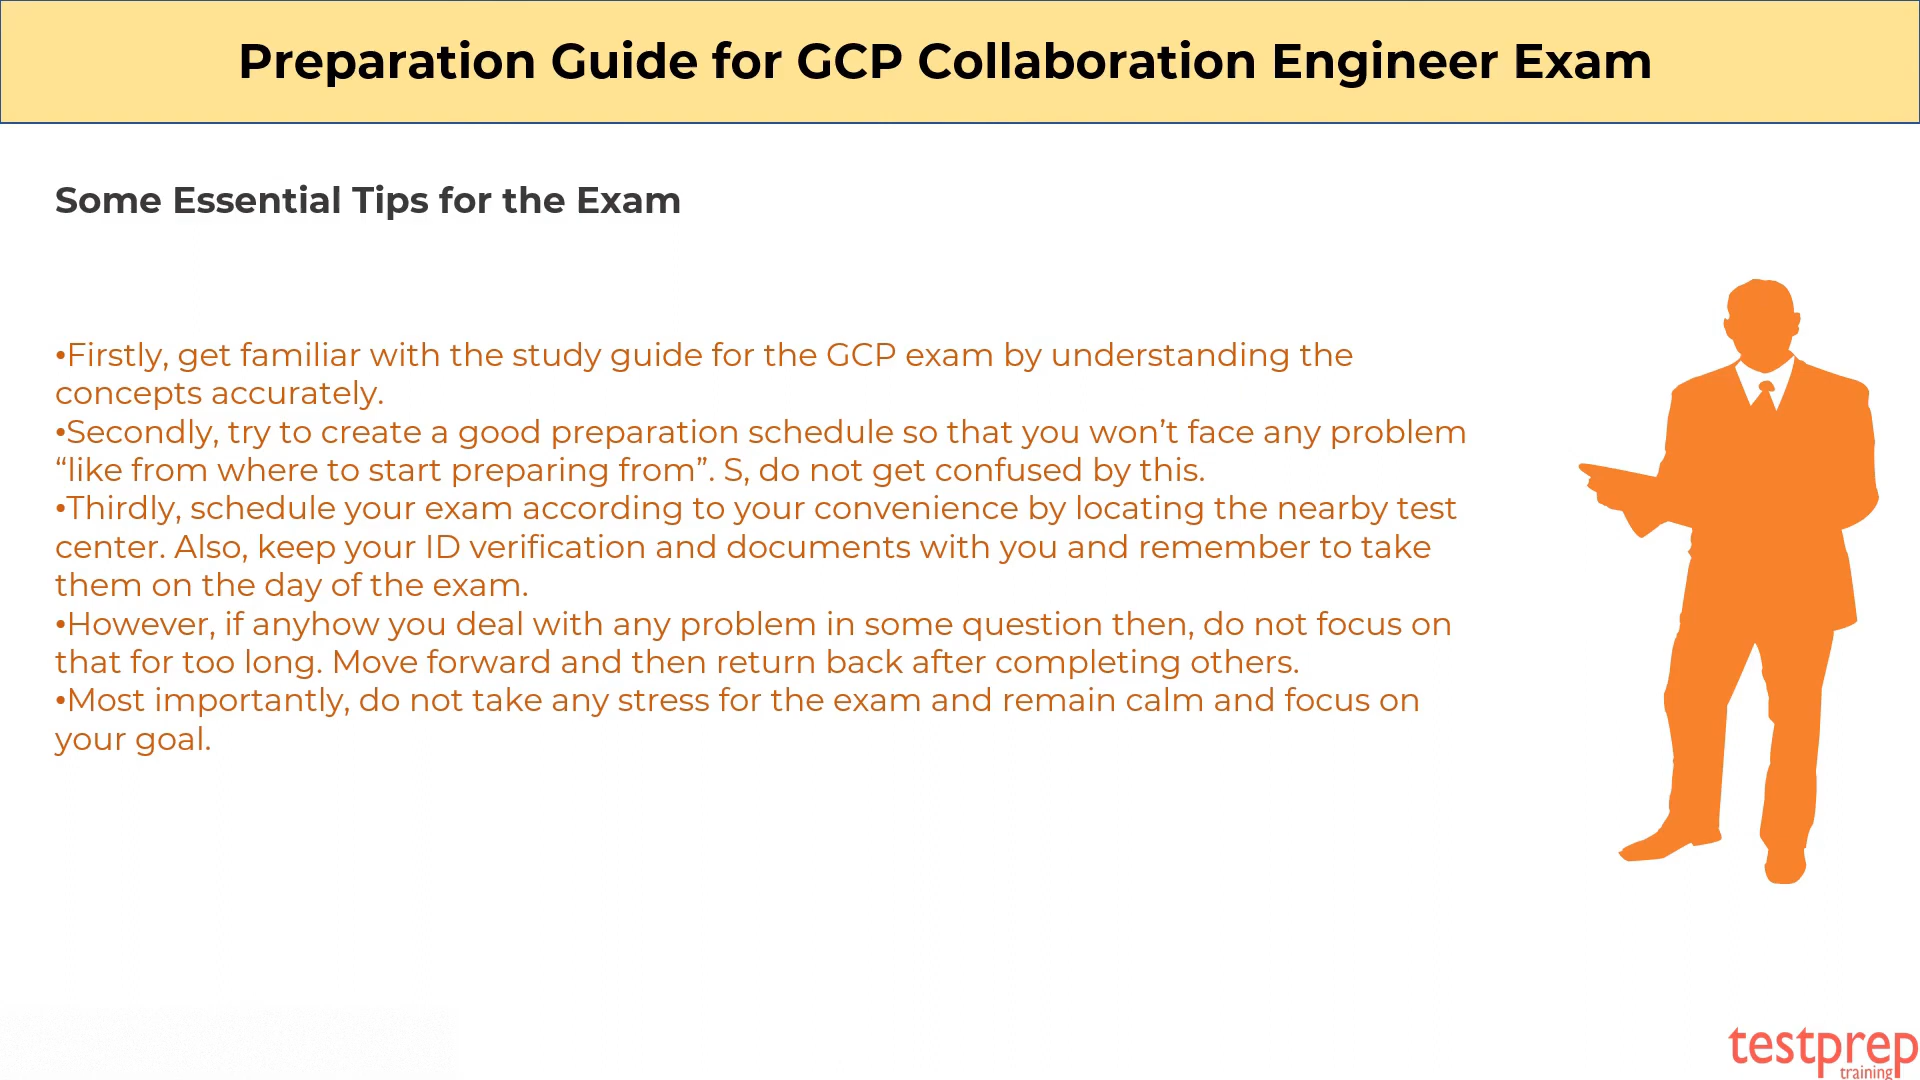 Preparation Guide for GCP Collaboration Engineer Exam
Some Essential Tips for the Exam
•Firstly, get familiar with the study guide for the GCP exam by understanding the
concepts accurately.
•Secondly, try to create a good preparation schedule so that you won’t face any problem
“like from where to start preparing from”. S, do not get confused by this.
•Thirdly, schedule your exam according to your convenience by locating the nearby test
center. Also, keep your ID verification and documents with you and remember to take
them on the day of the exam.
•However, if anyhow you deal with any problem in some question then, do not focus on
that for too long. Move forward and then return back after completing others.
•Most importantly, do not take any stress for the exam and remain calm and focus on
your goal.
testprep
training